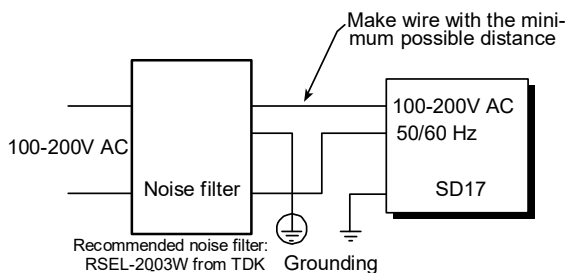 Make wire with the mini-
mum possible distance
100-200V AC
Noise filter
100-200V AC
50/60 Hz
SD17
Recommended noise filter:
RSEL-2003W from TDK
Grounding